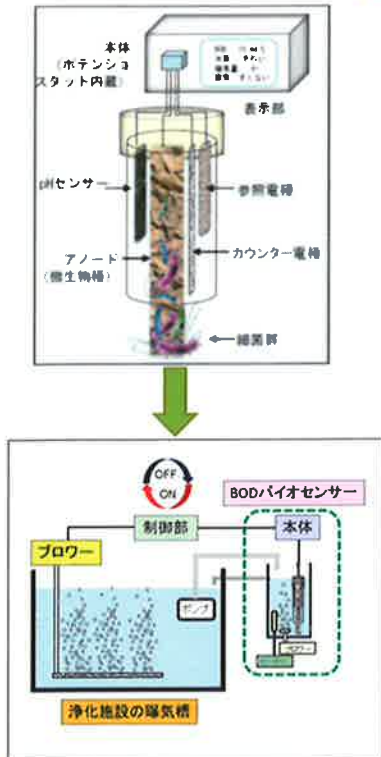 本体
(ポテンショ
スタット内蔵)
表示部
pHセンサー
参照電極
アノード
(微生物極)
カウンター電極
細菌群
OFF
ON
BODバイオセンサー
制御部
本体
ブロワー
ポンプ
ブロワー
浄化施設の曝気槽